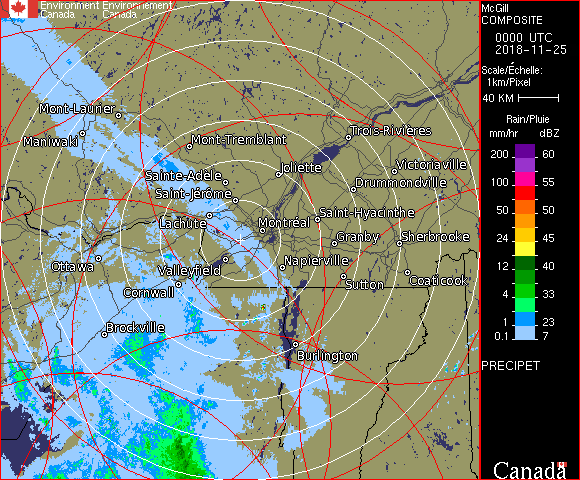 Environment Environnement
Canada Canada
McGill
COMPOSITE
0000 UTC
2018-11-25
Scale/Échelle:
1km/Pixel
40 KM
Rain/Pluie
mm/hr dBZ
200 60
150 57
100 55
50 50
24 45
12 40
4 33
1 23
0.1 7
PRECIPET
Canada
Mont-Laurier
Maniwaki
Mont-Tremblant
Trois-Rivières
Sainte-Adèle
Joliette
Victoriaville
Drummondville
Saint-Jérôme
Lachute
Montréal
Saint-Hyacinthe
Granby
Sherbrooke
Ottawa
Valleyfield
Napierville
Cornwall
Sutton
Coaticook
Brockville
Burlington